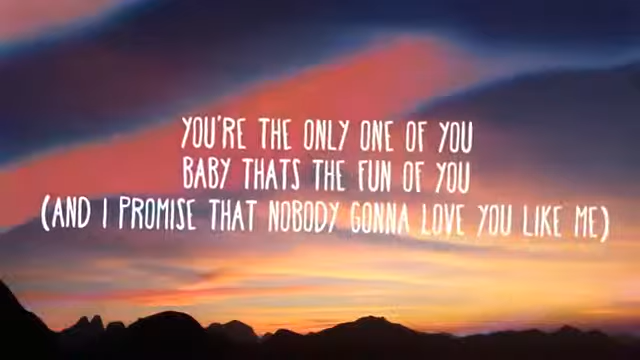 YOU'RE THE ONLY ONE OF YOU
BABY THATS THE FUN OF YOU
(AND I PROMISE THAT NOBODY GONNA LOVE YOU LIKE ME)